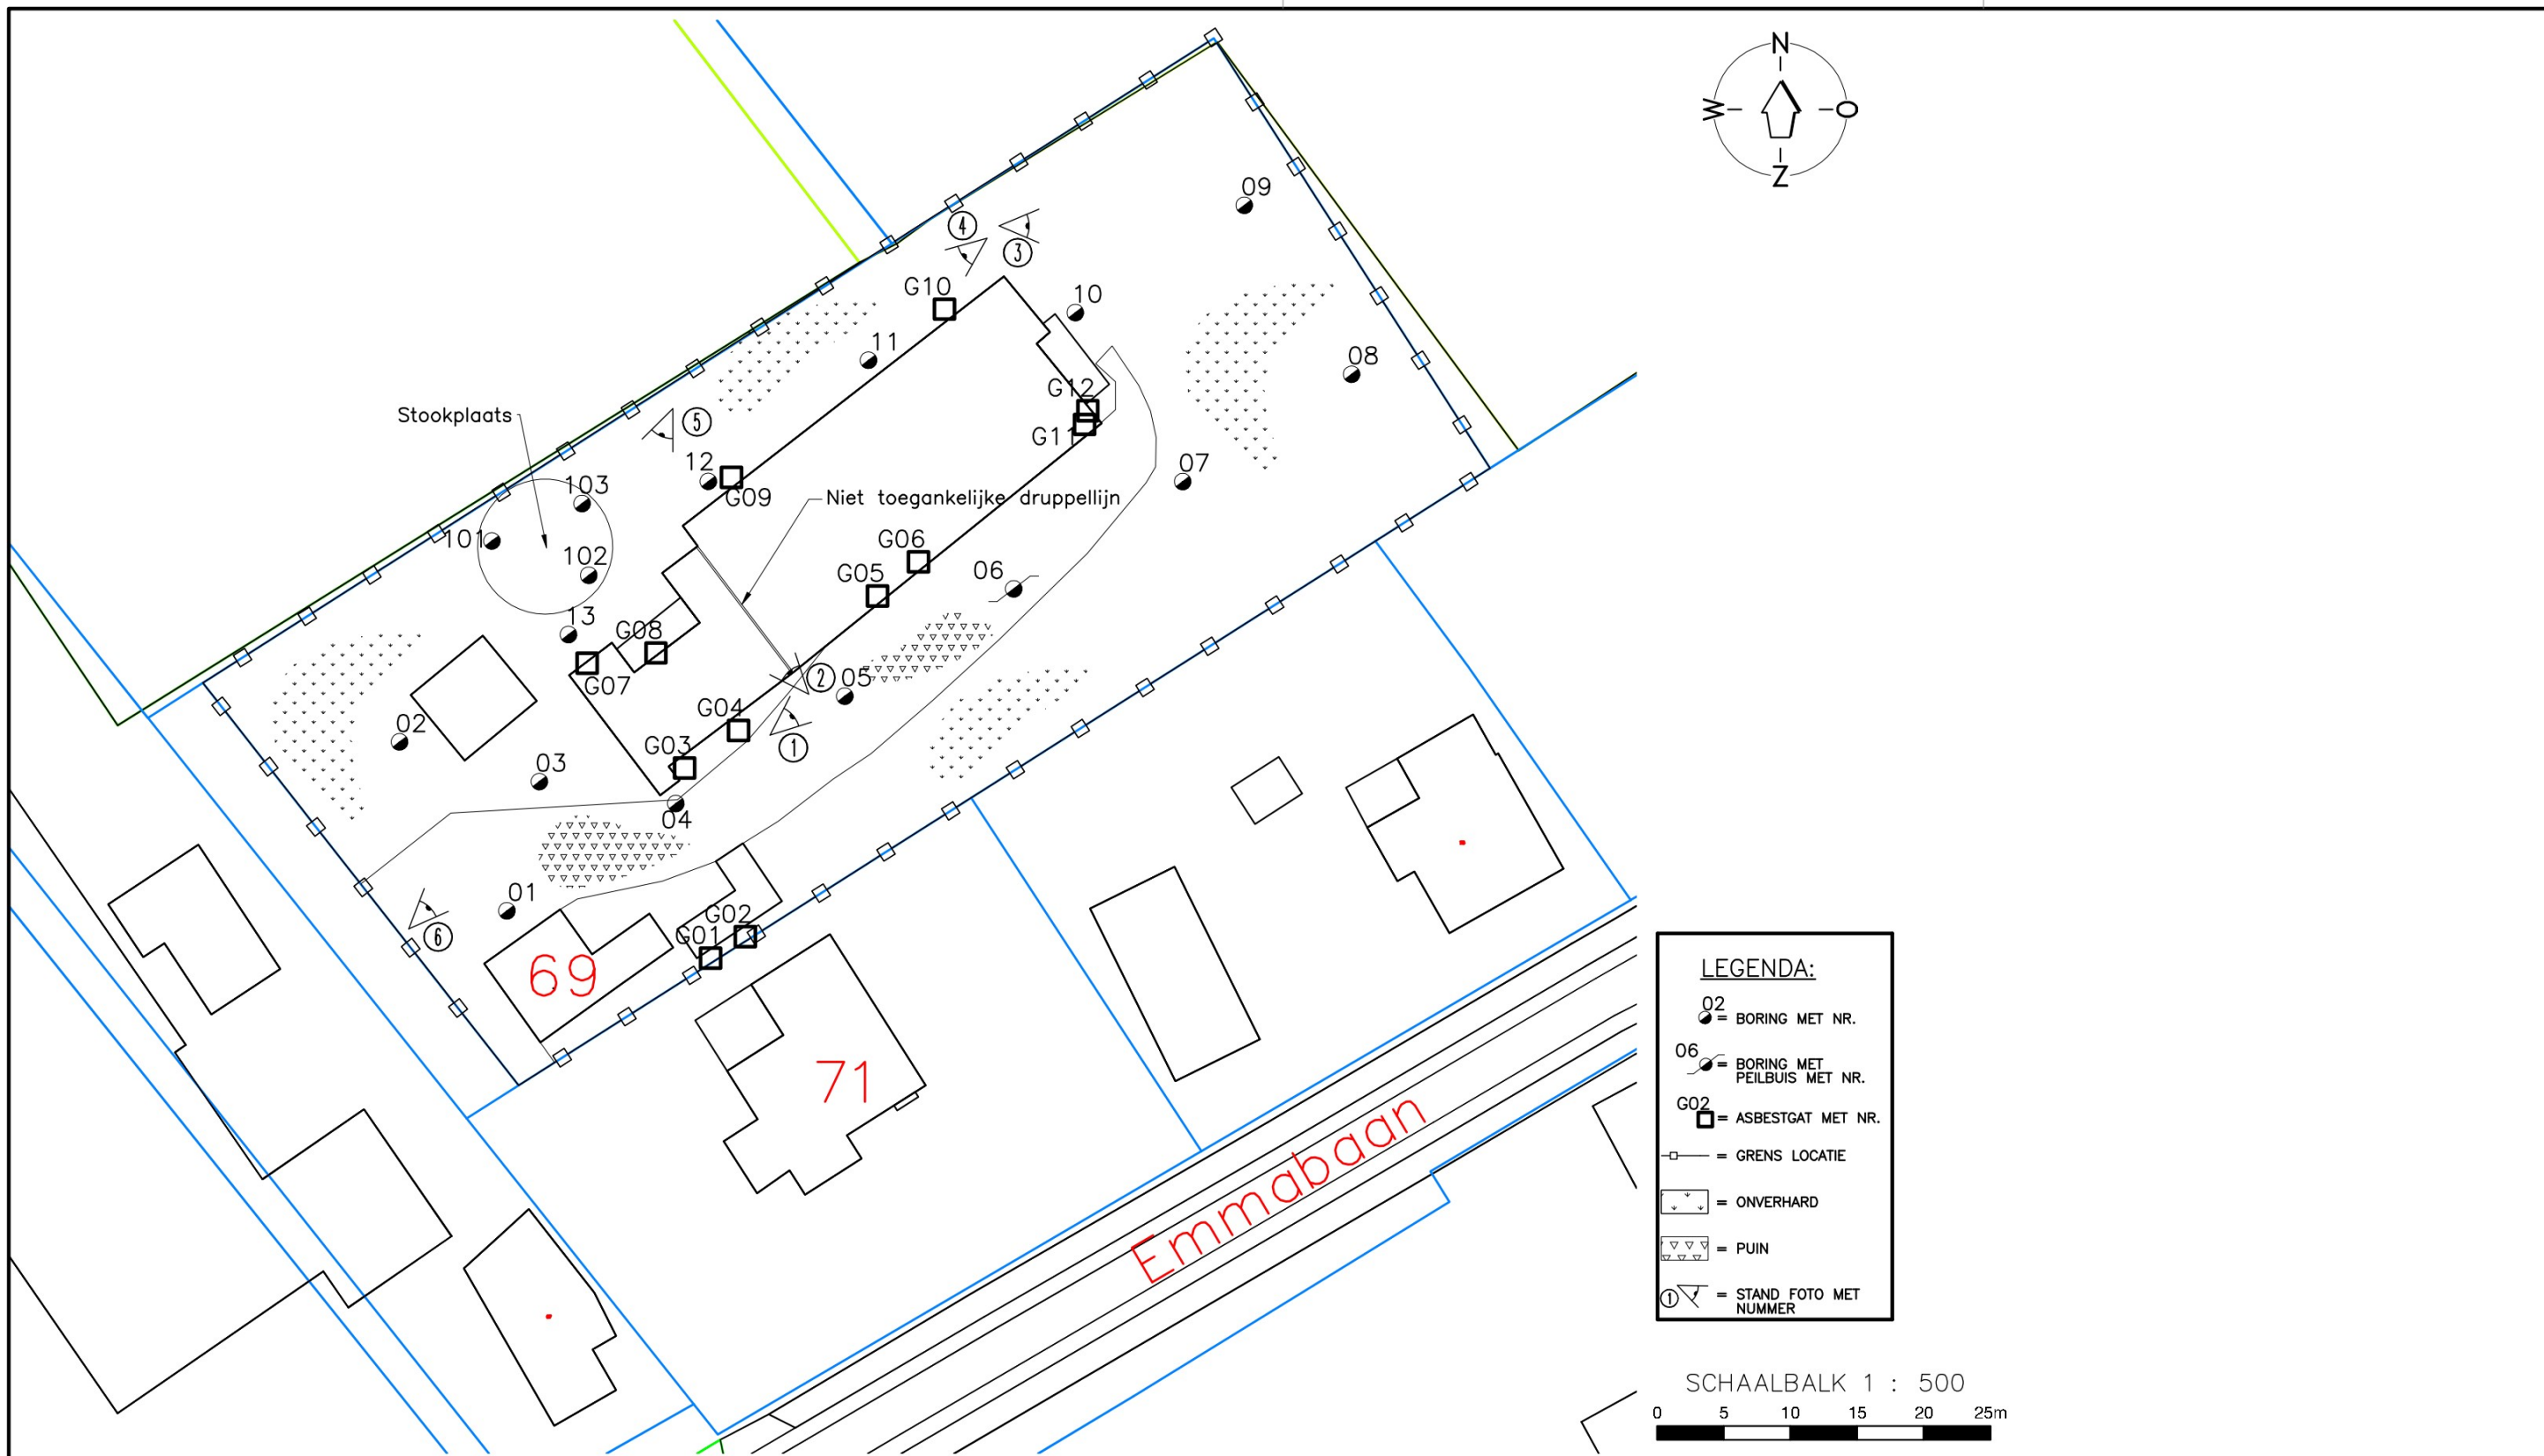 N
W
O
Z
09
④
③
G10
10
11
08
G12
Stookplaats
⑤
G11
12
07
103
G09
Niet toegankelijke druppellijn
101
G06
102
G05
06
13
G08
G07
②
05
G04
02
G03
①
03
04
01
G02
⑥
G01
69
71
Emmabaan
LEGENDA:
02
= BORING MET NR.
06
= BORING MET
PEILBUIS MET NR.
G02
= ASBESTGAT MET NR.
= GRENS LOCATIE
= ONVERHARD
= PUIN
① = STAND FOTO MET
NUMMER
SCHAALBALK 1 : 500
0 5 10 15 20 25m